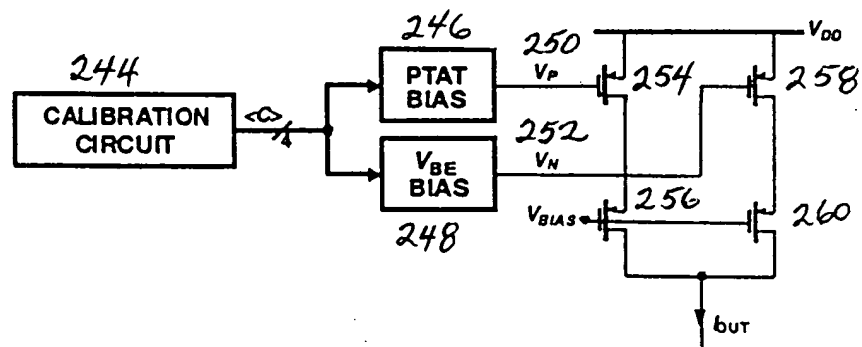 244
CALIBRATION
CIRCUIT
<C>
4
246
PTAT
BIAS
250
VP
254
VDD
258
252
VBE
BIAS
VN
248
256
VBIAS
260
IOUT